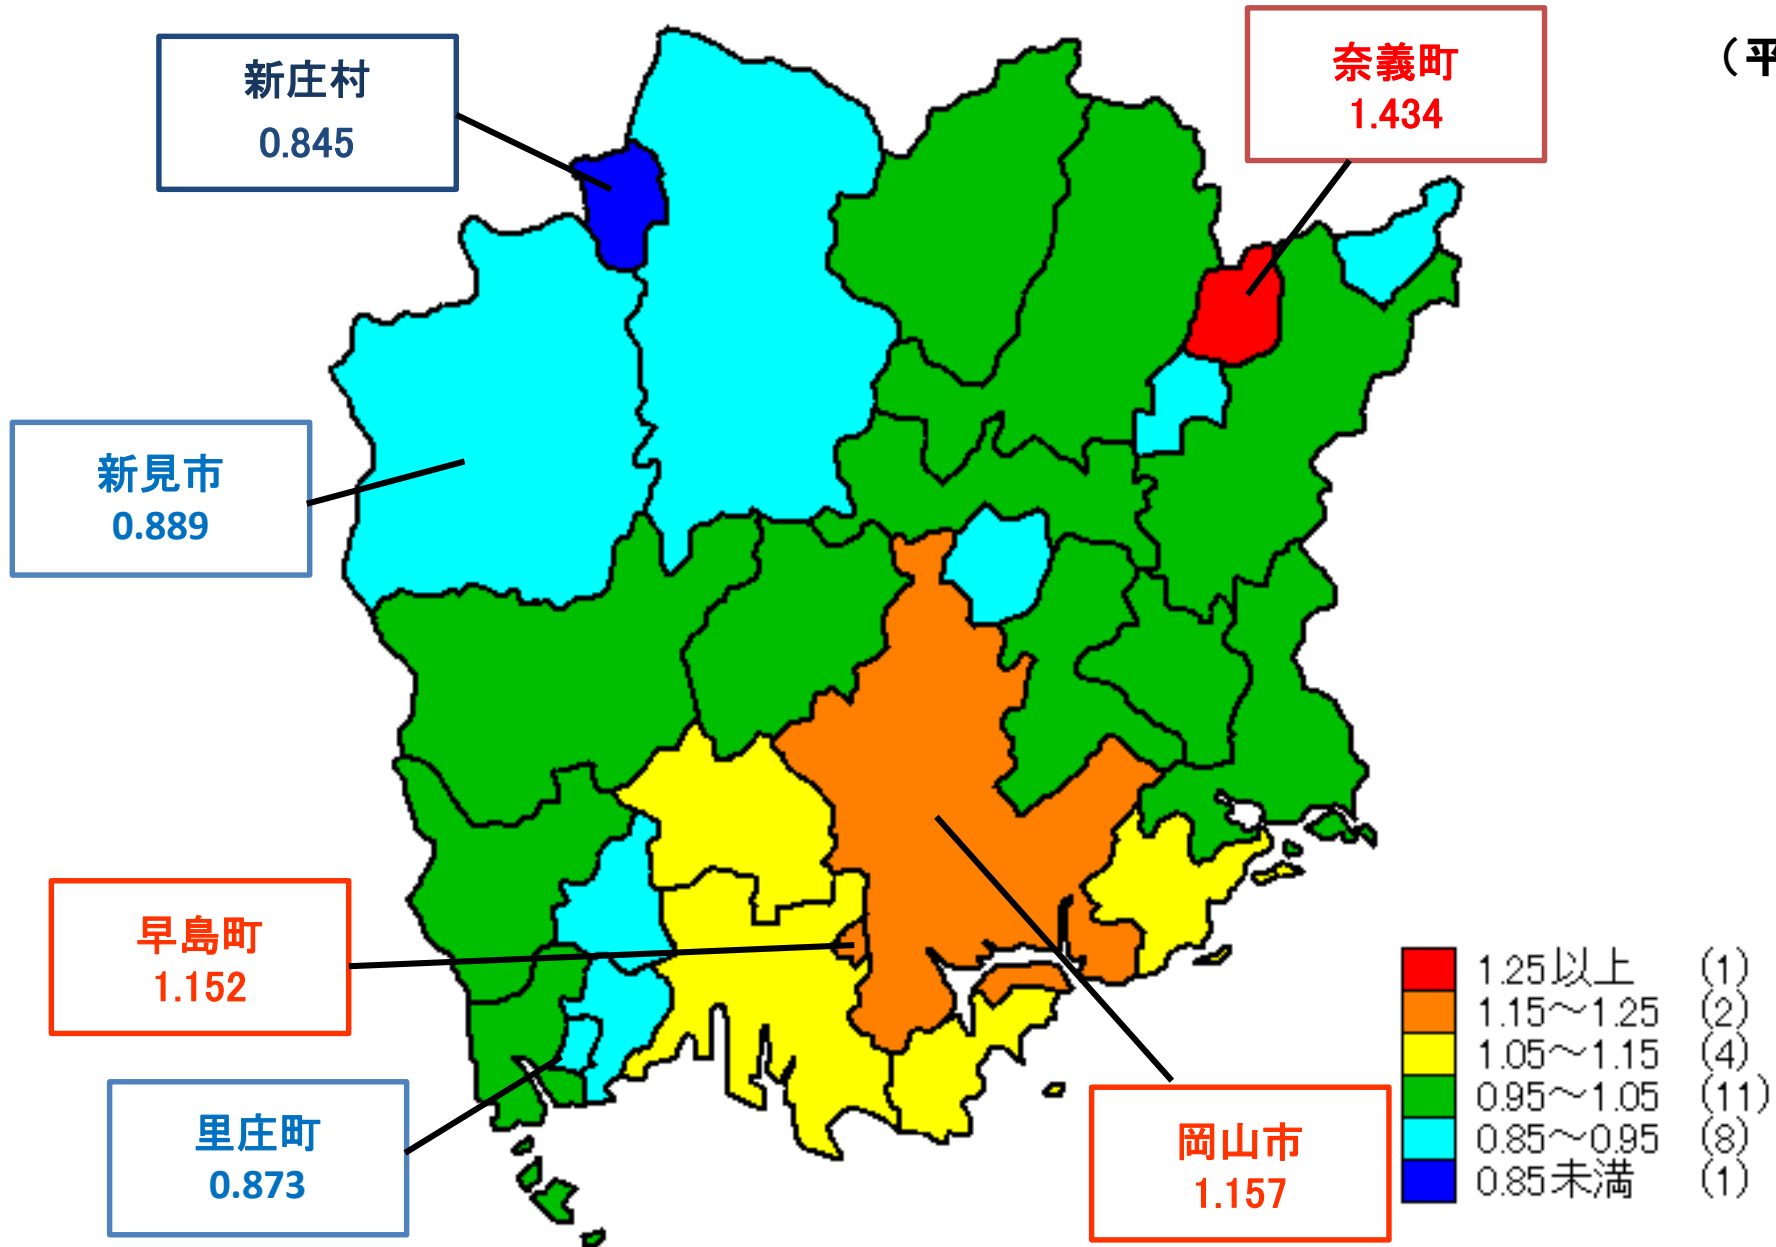 新庄村
0.845
奈義町
1.434
（平
新見市
0.889
早島町
1.152
里庄町
0.873
岡山市
1.157
1.25以上 (1)
1.15～1.25 (2)
1.05～1.15 (4)
0.95～1.05 (11)
0.85～0.95 (8)
0.85未満 (1)